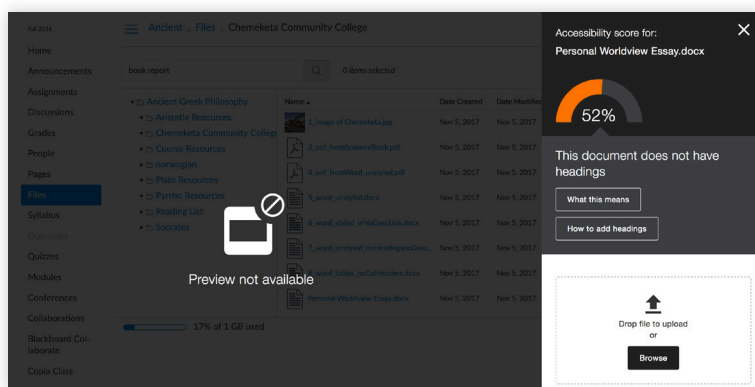 Fall 2016
Home
Announcements
Assignments
Discussions
Grades
People
Pages
Files
Syllabus
Outcomes
Quizzes
Modules
Conferences
Collaborations
Blackboard Col-
laborate
Copia Class
Ancient › Files › Chemeketa Community College
book report
0 items selected
Ancient Greek Philosophy
Aristotle Resources
Chemeketa Community College
Course Resources
norwegian
Plato Resources
Pyrrho Resources
Reading List
Socrates
17% of 1 GB used
Name Date Created Date Modified
1_image of Chemeketa.jpg Nov 5, 2017 Nov 5, 2017
3_pdf_fromScannedBook.pdf Nov 5, 2017 Nov 5, 2017
4_pdf_fromWord_unstyled.pdf Nov 5, 2017 Nov 5, 2017
5_word_unstyled.docx Nov 5, 2017 Nov 5, 2017
6_word_styled_whisDescLink.docx Nov 5, 2017 Nov 5, 2017
7_word_unstyled_noHeadingsnoDesc... Nov 5, 2017 Nov 5, 2017
8_word_tables_noColHeaders.docx Nov 5, 2017 Nov 5, 2017
Personal Worldview Essay.docx Nov 5, 2017 Nov 5, 2017
Preview not available
Accessibility score for:
Personal Worldview Essay.docx
52%
This document does not have
headings
What this means
How to add headings
Drop file to upload
or
Browse